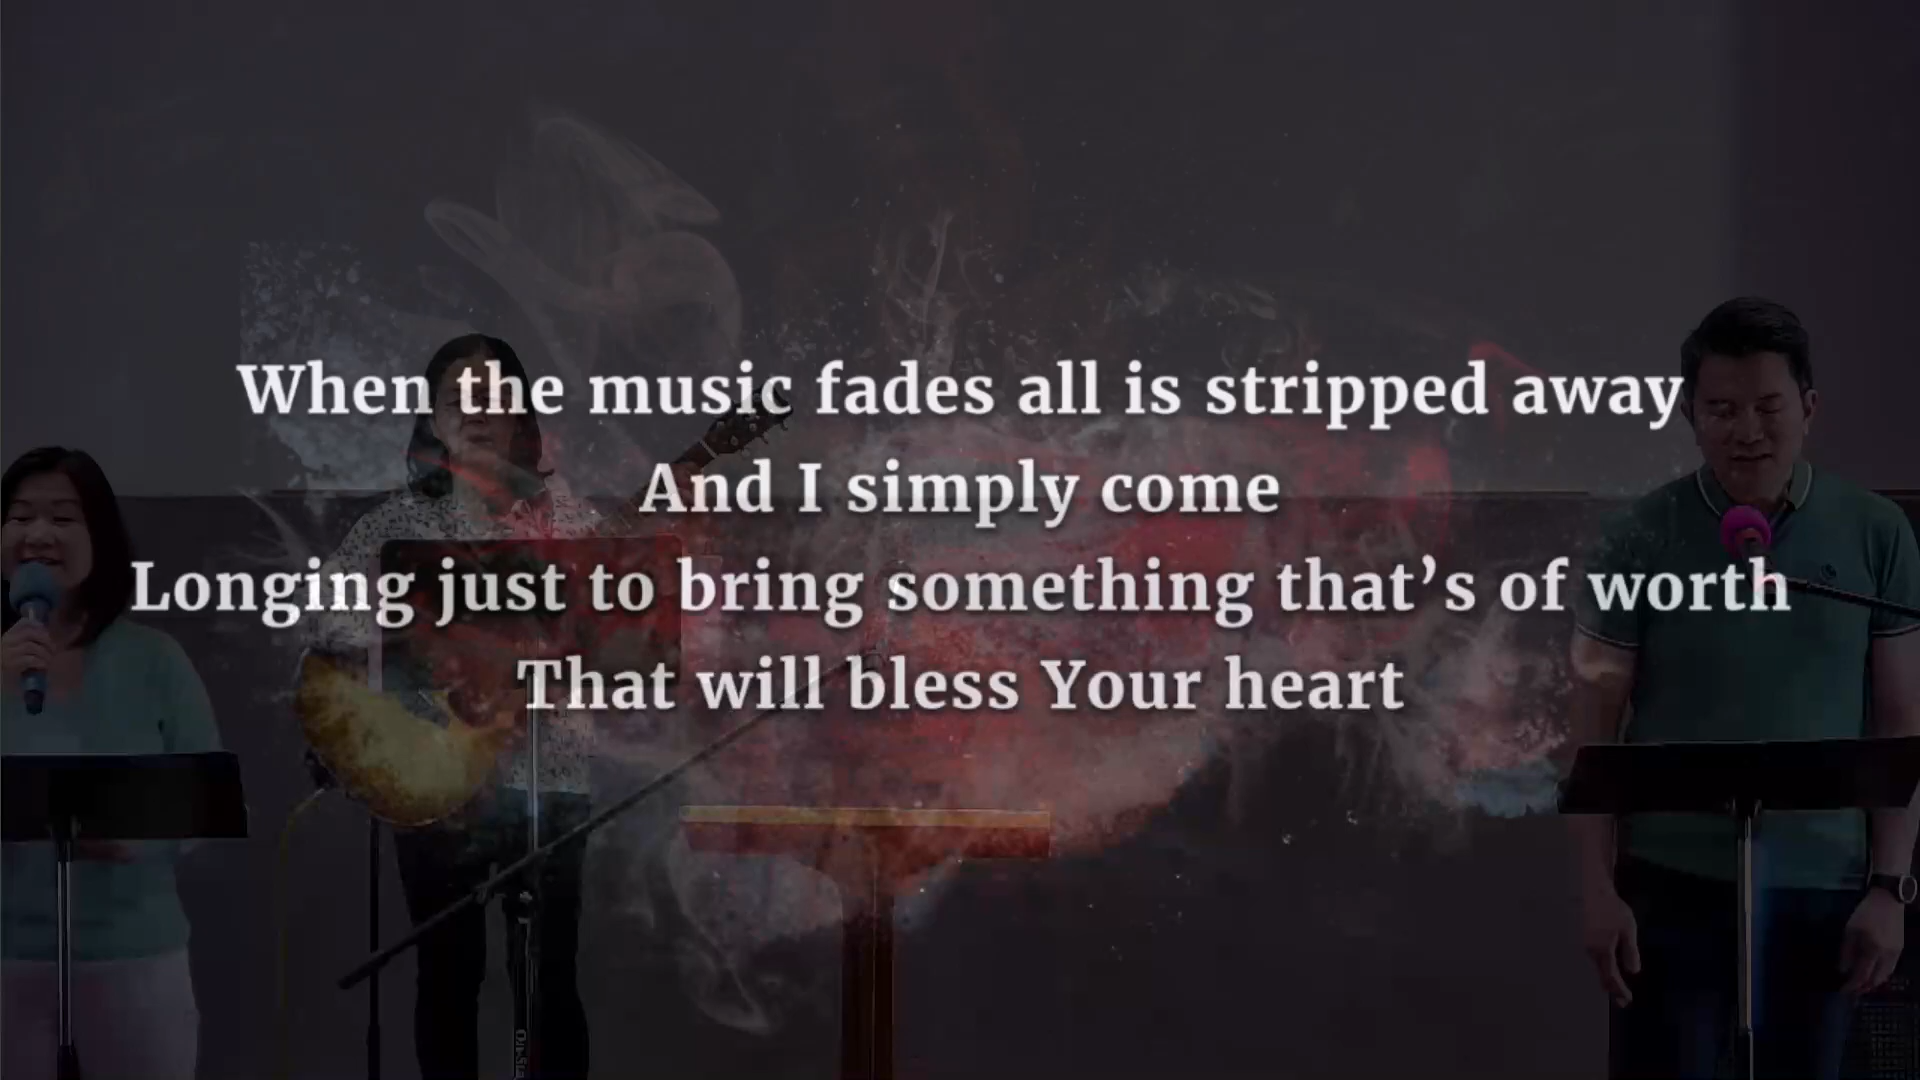 When the music fades all is stripped away
And I simply come
Longing just to bring something that’s of worth
That will bless Your heart